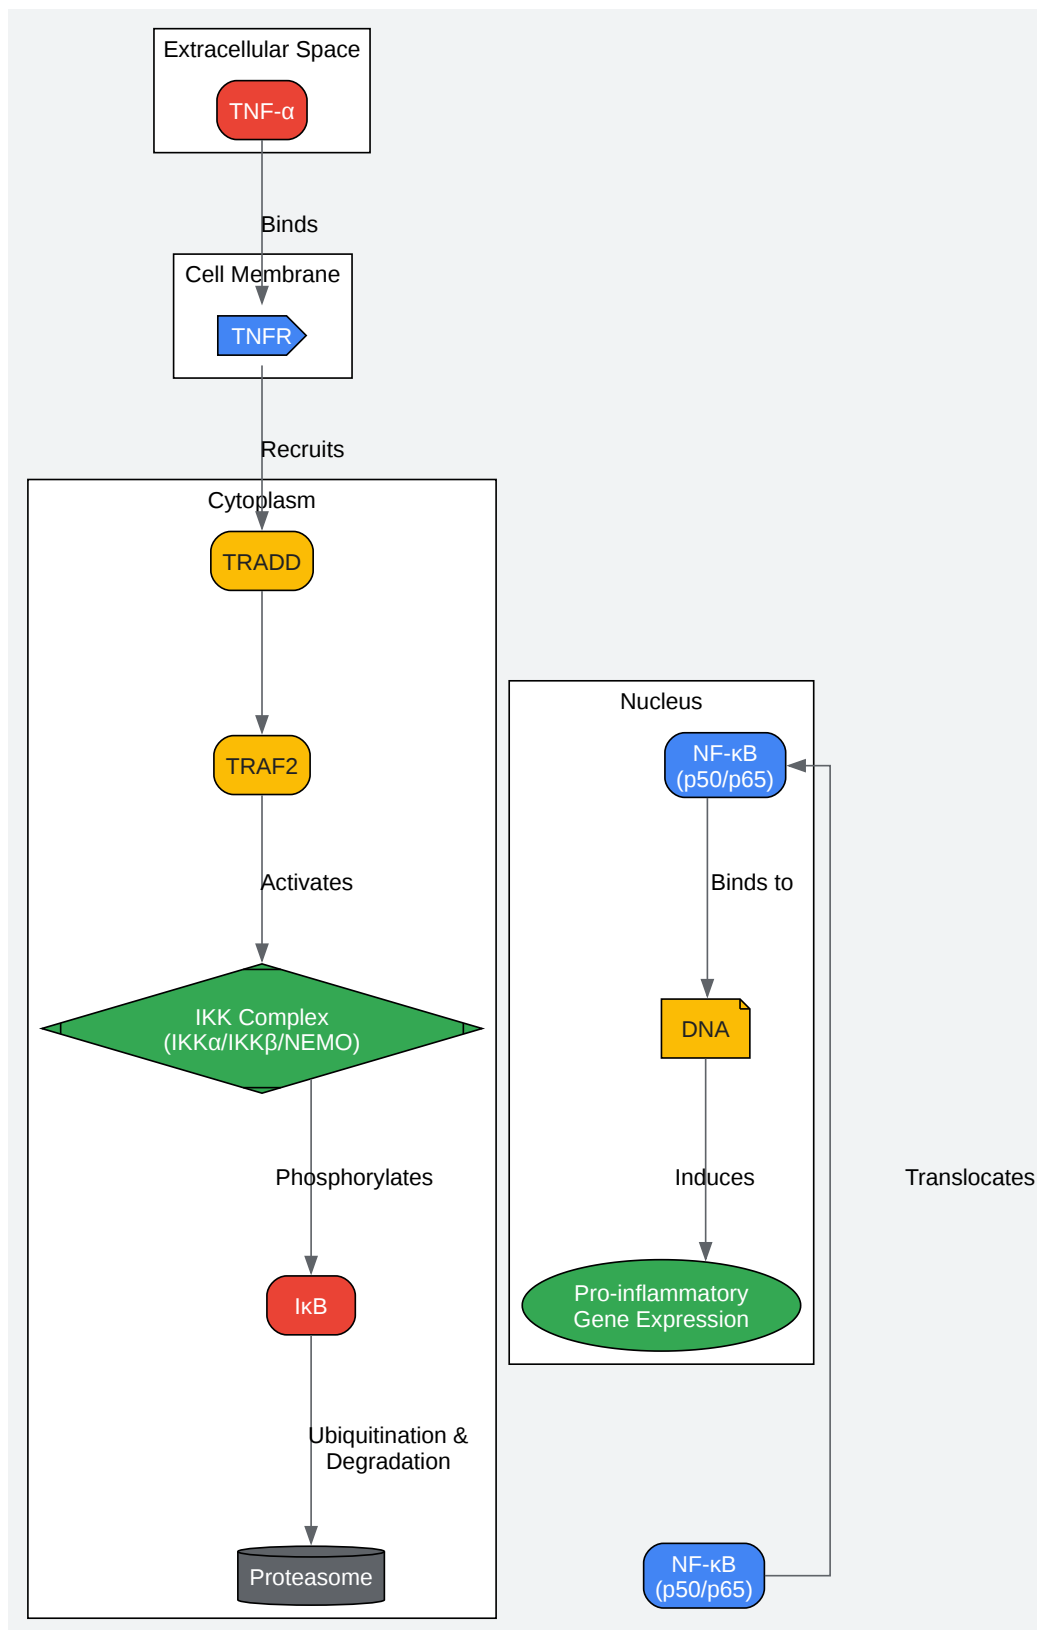 Extracellular Space
TNF-α
Binds
Cell Membrane
TNFR
Recruits
Cytoplasm
TRADD
TRAF2
Activates
IKK Complex
(IKKα/IKKβ/NEMO)
Phosphorylates
IκB
Ubiquitination &
Degradation
Proteasome
Nucleus
NF-κB
(p50/p65)
Binds to
DNA
Induces
Pro-inflammatory
Gene Expression
Translocates
NF-κB
(p50/p65)